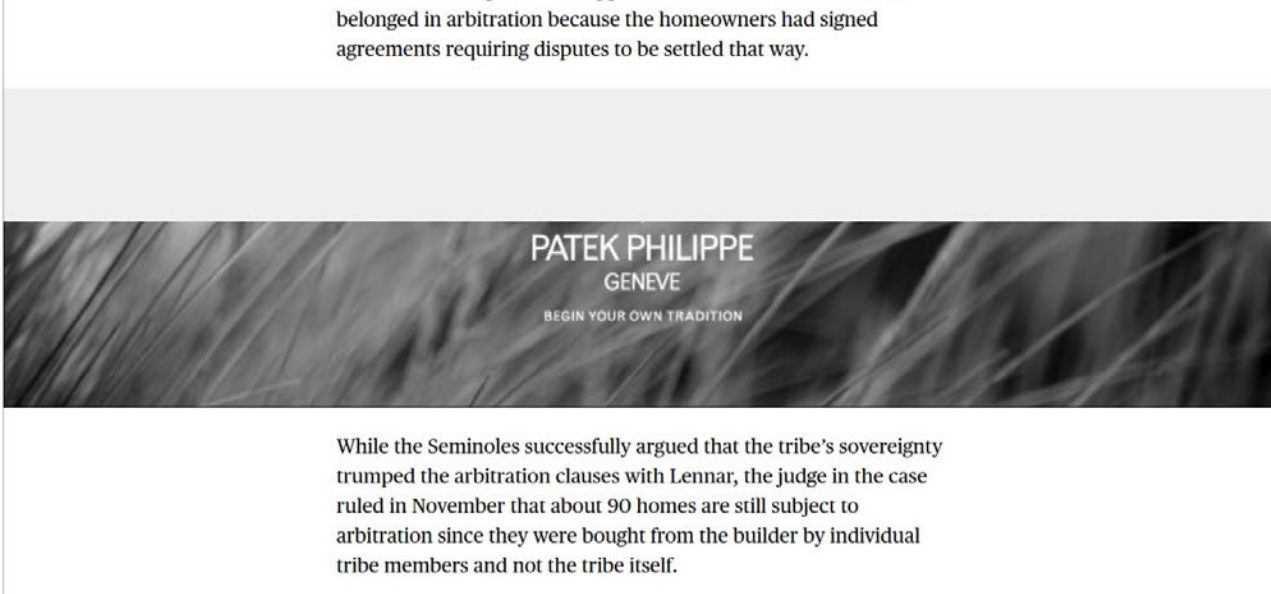 belonged in arbitration because the homeowners had signed
agreements requiring disputes to be settled that way.
PATEK PHILIPPE
GENEVE
BEGIN YOUR OWN TRADITION
While the Seminoles successfully argued that the tribe’s sovereignty
trumped the arbitration clauses with Lennar, the judge in the case
ruled in November that about 90 homes are still subject to
arbitration since they were bought from the builder by individual
tribe members and not the tribe itself.